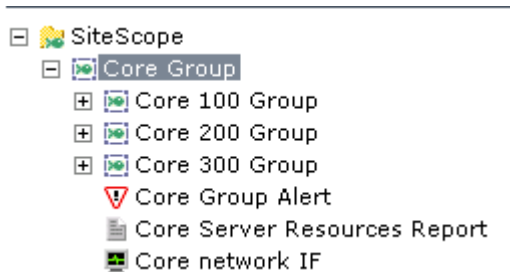 SiteScope
Core Group
Core 100 Group
Core 200 Group
Core 300 Group
Core Group Alert
Core Server Resources Report
Core network IF